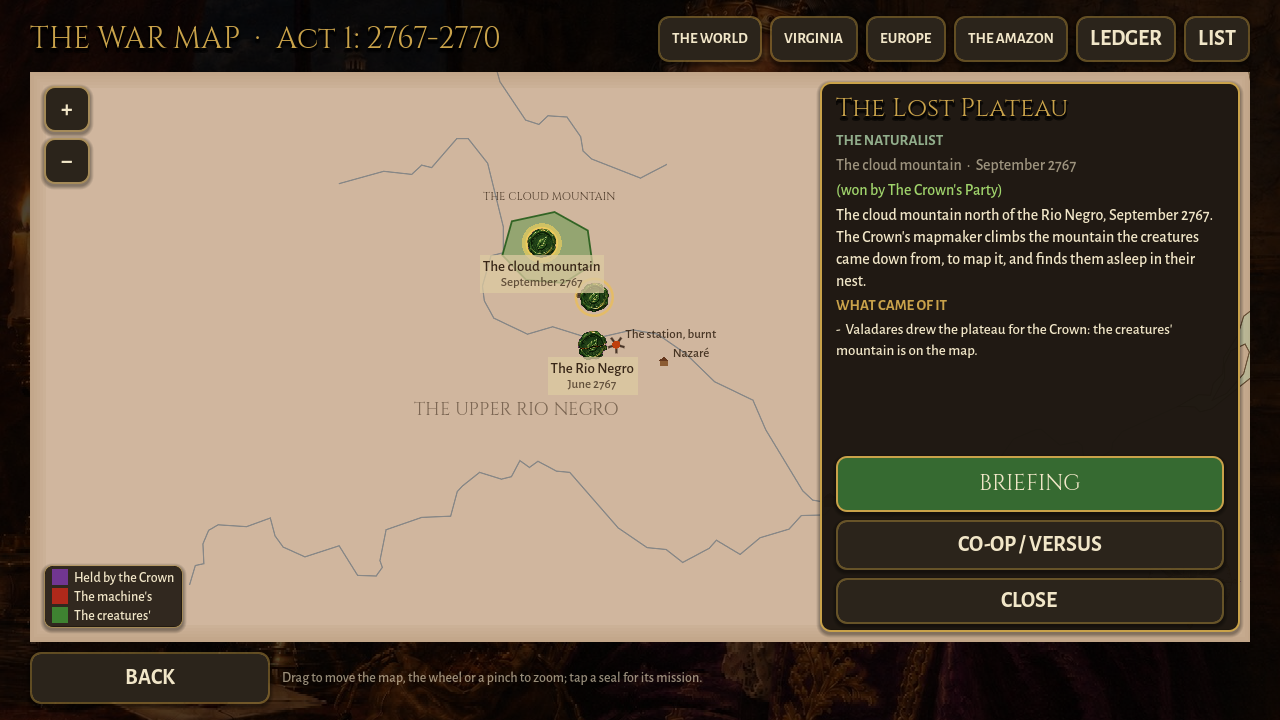 THE WAR MAP · ACT 1: 2767-2770
THE WORLD
VIRGINIA
EUROPE
THE AMAZON
LEDGER
LIST
+
−
THE CLOUD MOUNTAIN
The cloud mountain
September 2767
The station, burnt
Nazaré
The Rio Negro
June 2767
THE UPPER RIO NEGRO
Held by the Crown
The machine's
The creatures'
THE LOST PLATEAU
THE NATURALIST
The cloud mountain · September 2767
(won by The Crown's Party)
The cloud mountain north of the Rio Negro, September 2767.
The Crown's mapmaker climbs the mountain the creatures
came down from, to map it, and finds them asleep in their
nest.
WHAT CAME OF IT
- Valadares drew the plateau for the Crown: the creatures'
mountain is on the map.
BRIEFING
CO-OP / VERSUS
CLOSE
BACK
Drag to move the map, the wheel or a pinch to zoom; tap a seal for its mission.